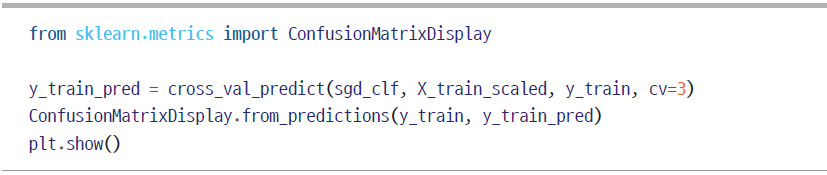 from sklearn.metrics import ConfusionMatrixDisplay
y_train_pred = cross_val_predict(sgd_clf, X_train_scaled, y_train, cv=3)
ConfusionMatrixDisplay.from_predictions(y_train, y_train_pred)
plt.show()